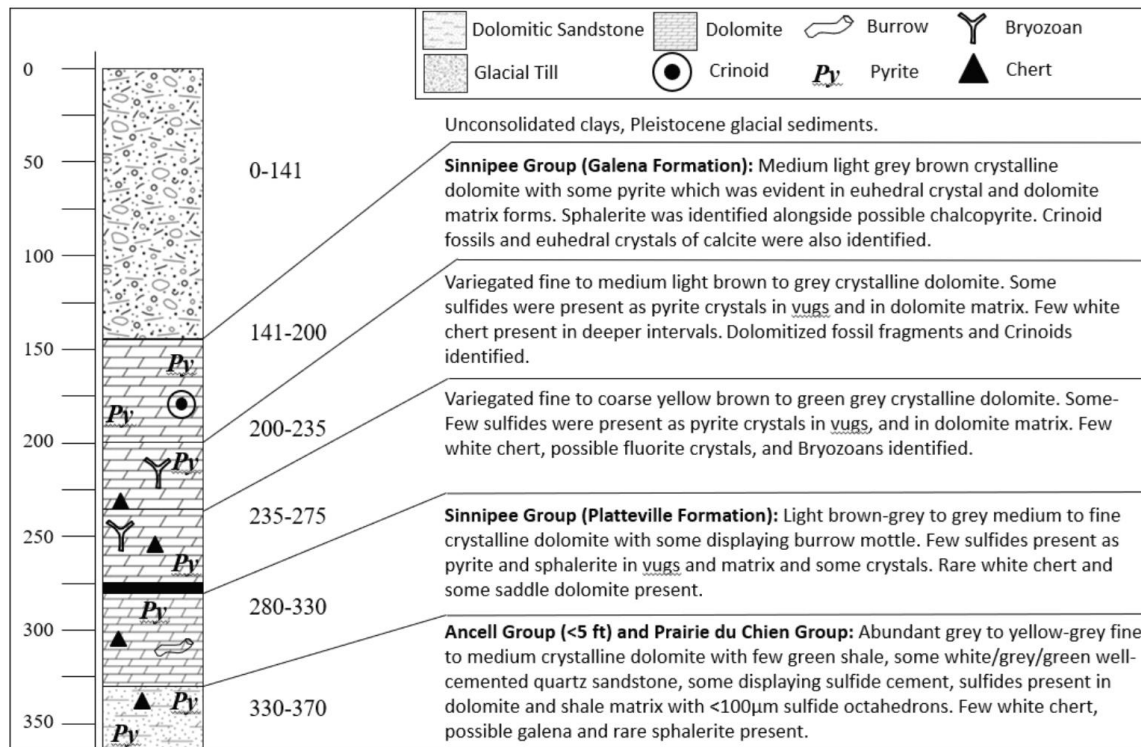 Dolomitic Sandstone Dolomite Burrow Bryozoan
Glacial Till Crinoid Py Pyrite Chert
0
50
100
150
200
250
300
350
Py
Py
Py
Py
Py
Py
Py
0-141
141-200
200-235
235-275
280-330
330-370
Unconsolidated clays, Pleistocene glacial sediments.
Sinnipee Group (Galena Formation): Medium light grey brown crystalline
dolomite with some pyrite which was evident in euhedral crystal and dolomite
matrix forms. Sphalerite was identified alongside possible chalcopyrite. Crinoid
fossils and euhedral crystals of calcite were also identified.
Variegated fine to medium light brown to grey crystalline dolomite. Some
sulfides were present as pyrite crystals in vugs and in dolomite matrix. Few white
chert present in deeper intervals. Dolomitized fossil fragments and Crinoids
identified.
Variegated fine to coarse yellow brown to green grey crystalline dolomite. Some-
Few sulfides were present as pyrite crystals in vugs, and in dolomite matrix. Few
white chert, possible fluorite crystals, and Bryozoans identified.
Sinnipee Group (Platteville Formation): Light brown-grey to grey medium to fine
crystalline dolomite with some displaying burrow mottle. Few sulfides present as
pyrite and sphalerite in vugs and matrix and some crystals. Rare white chert and
some saddle dolomite present.
Ancell Group (<5 ft) and Prairie du Chien Group: Abundant grey to yellow-grey fine
to medium crystalline dolomite with few green shale, some white/grey/green well-
cemented quartz sandstone, some displaying sulfide cement, sulfides present in
dolomite and shale matrix with <100µm sulfide octahedrons. Few white chert,
possible galena and rare sphalerite present.